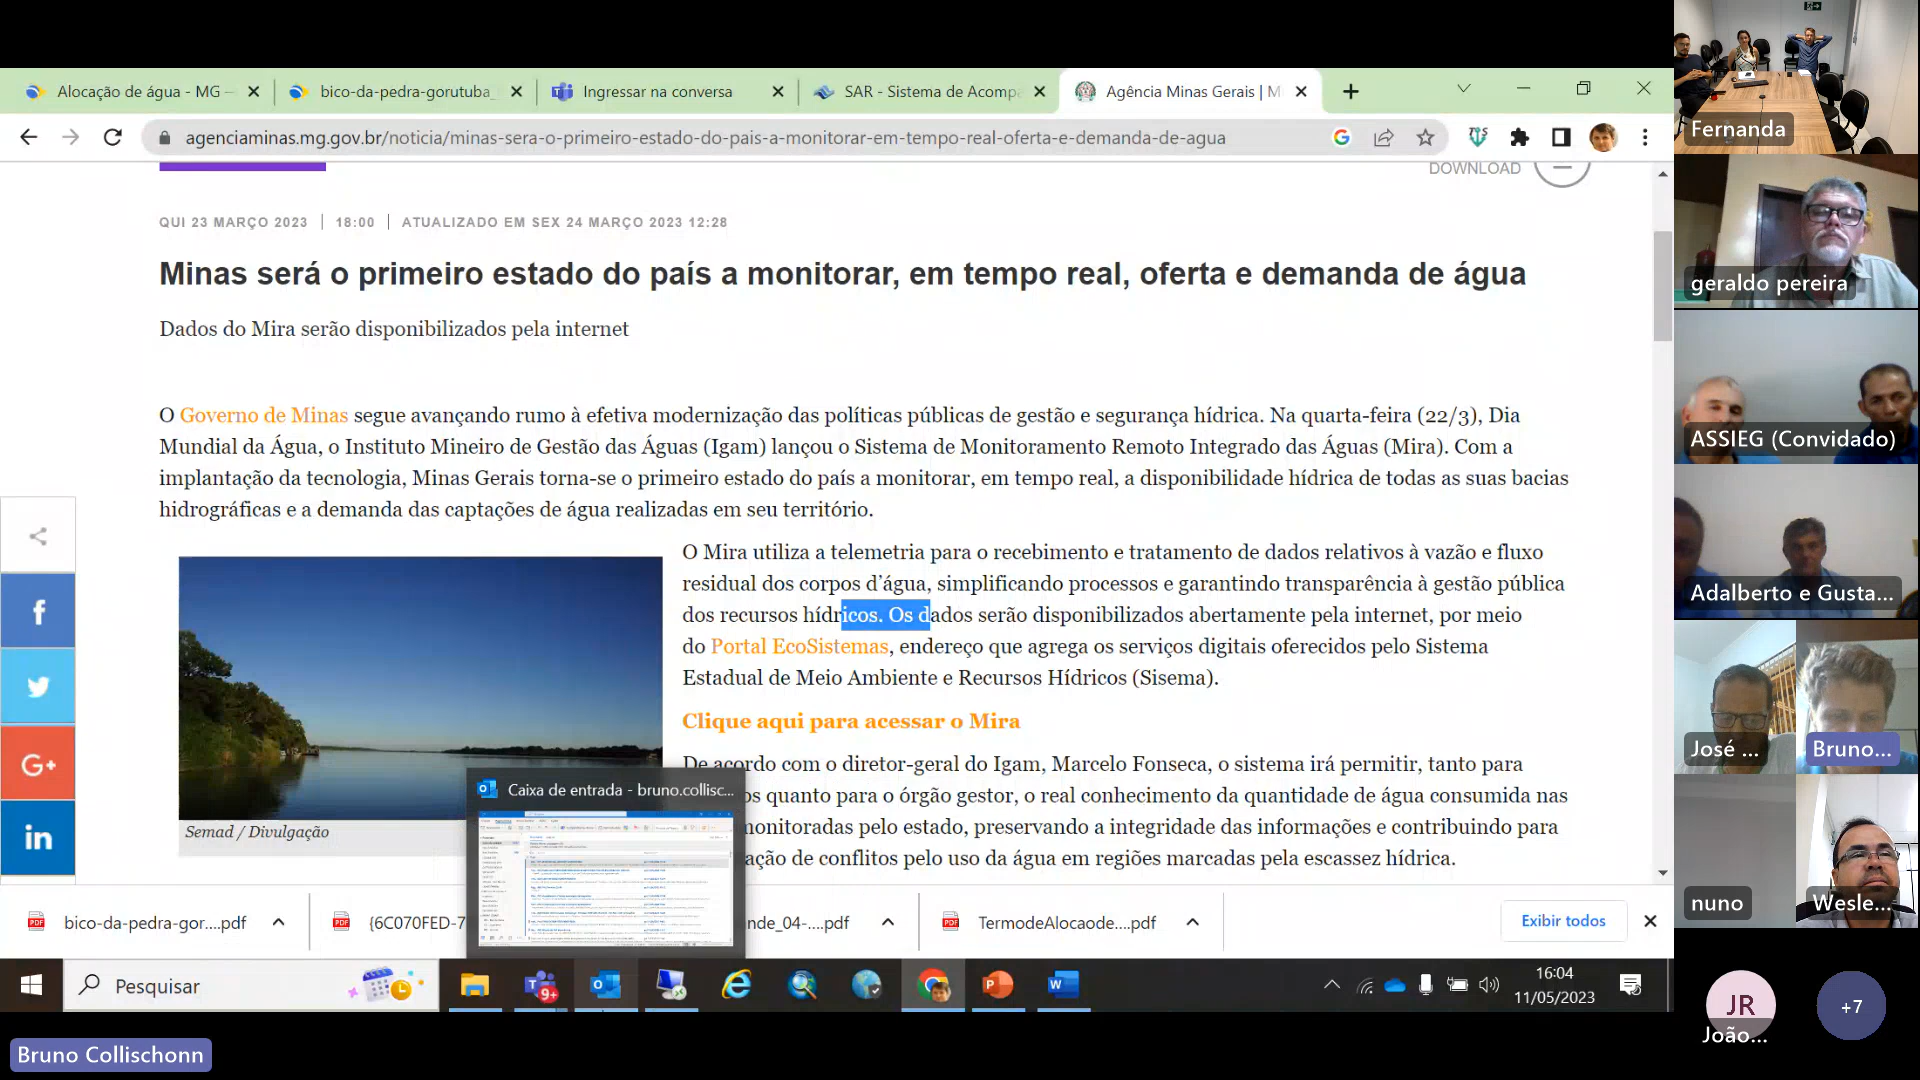 Alocação de água - MG –
bico-da-pedra-gorutuba_
Ingressar na conversa
SAR - Sistema de Acompa
Agência Minas Gerais | M
agenciaminas.mg.gov.br/noticia/minas-sera-o-primeiro-estado-do-pais-a-monitorar-em-tempo-real-oferta-e-demanda-de-agua
DOWNLOAD
QUI 23 MARÇO 2023 | 18:00 | ATUALIZADO EM SEX 24 MARÇO 2023 12:28
Minas será o primeiro estado do país a monitorar, em tempo real, oferta e demanda de água
Dados do Mira serão disponibilizados pela internet
O Governo de Minas segue avançando rumo à efetiva modernização das políticas públicas de gestão e segurança hídrica. Na quarta-feira (22/3), Dia
Mundial da Água, o Instituto Mineiro de Gestão das Águas (Igam) lançou o Sistema de Monitoramento Remoto Integrado das Águas (Mira). Com a
implantação da tecnologia, Minas Gerais torna-se o primeiro estado do país a monitorar, em tempo real, a disponibilidade hídrica de todas as suas bacias
hidrográficas e a demanda das captações de água realizadas em seu território.
O Mira utiliza a telemetria para o recebimento e tratamento de dados relativos à vazão e fluxo
residual dos corpos d'água, simplificando processos e garantindo transparência à gestão pública
dos recursos hídricos. Os dados serão disponibilizados abertamente pela internet, por meio
do Portal EcoSistemas, endereço que agrega os serviços digitais oferecidos pelo Sistema
Estadual de Meio Ambiente e Recursos Hídricos (Sisema).
Clique aqui para acessar o Mira
De acordo com o diretor-geral do Igam, Marcelo Fonseca, o sistema irá permitir, tanto para
os quanto para o órgão gestor, o real conhecimento da quantidade de água consumida nas
monitoradas pelo estado, preservando a integridade das informações e contribuindo para
ação de conflitos pelo uso da água em regiões marcadas pela escassez hídrica.
Semad / Divulgação
f
G+
in
Caixa de entrada - bruno.collisc...
bico-da-pedra-gor....pdf
{6C070FED-7
nde_04-....pdf
TermodeAlocaode....pdf
Exibir todos
Pesquisar
9+
16:04
11/05/2023
Bruno Collischonn
Fernanda
geraldo pereira
ASSIEG (Convidado)
Adalberto e Gusta...
José ...
Bruno...
nuno
Wesle...
JR
João...
+7